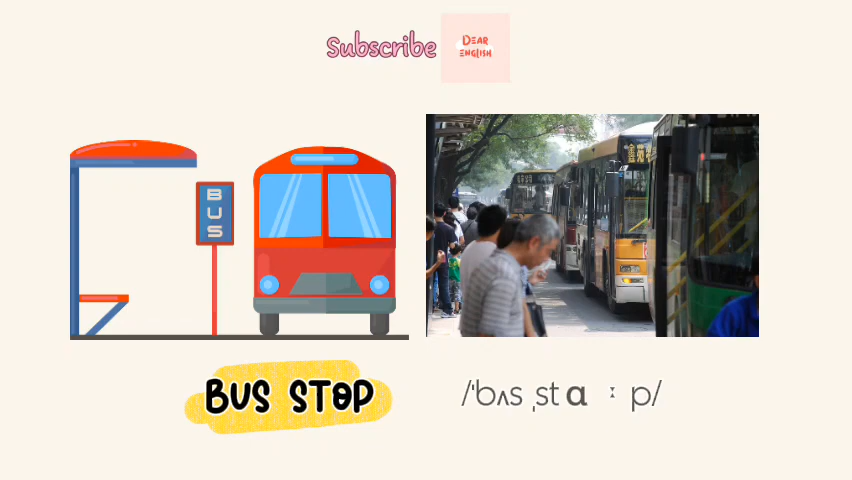 Subscribe
DEAR
ENGLISH
BUS
BUS STOP
/ˈbʌs ˌstɑːp/